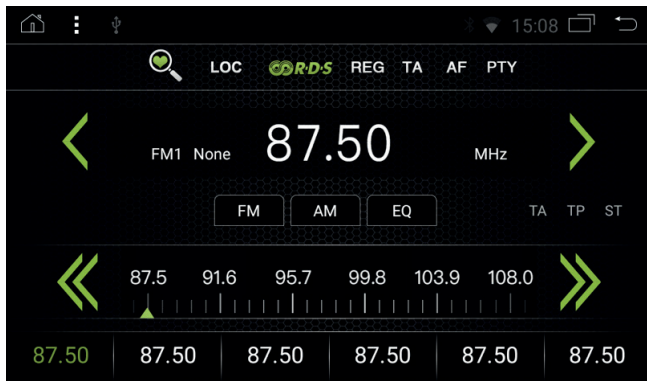 15:08
LOC R·D·S REG TA AF PTY
FM1 None 87.50 MHz
FM AM EQ
TA TP ST
87.5 91.6 95.7 99.8 103.9 108.0
87.50 87.50 87.50 87.50 87.50 87.50